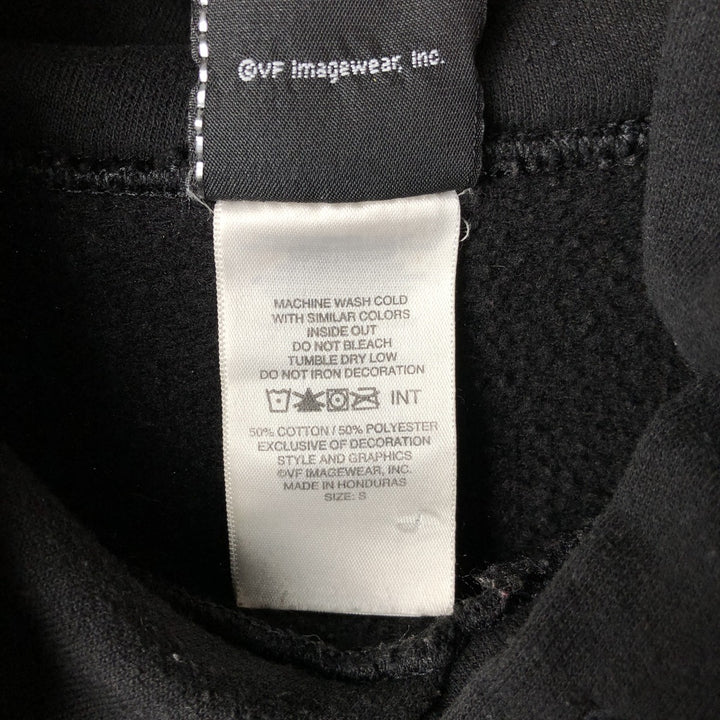 ©VF Imagewear, Inc.
MACHINE WASH COLD
WITH SIMILAR COLORS
INSIDE OUT
DO NOT BLEACH
TUMBLE DRY LOW
DO NOT IRON DECORATION
INT
50% COTTON / 50% POLYESTER
EXCLUSIVE OF DECORATION
STYLE AND GRAPHICS
©VF IMAGEWEAR, INC.
MADE IN HONDURAS
SIZE: S